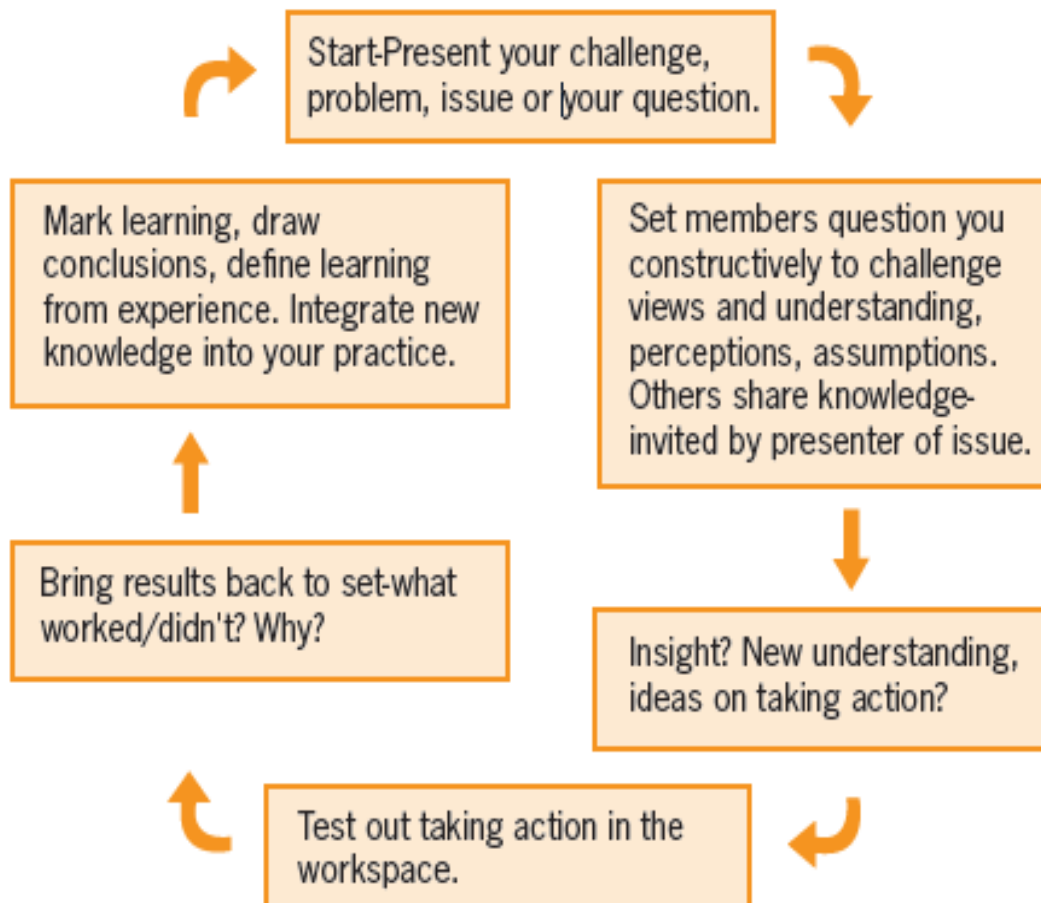 Start-Present your challenge,
problem, issue or your question.
Set members question you
constructively to challenge
views and understanding,
perceptions, assumptions.
Others share knowledge-
invited by presenter of issue.
Insight? New understanding,
ideas on taking action?
Test out taking action in the
workspace.
Bring results back to set-what
worked/didn't? Why?
Mark learning, draw
conclusions, define learning
from experience. Integrate new
knowledge into your practice.